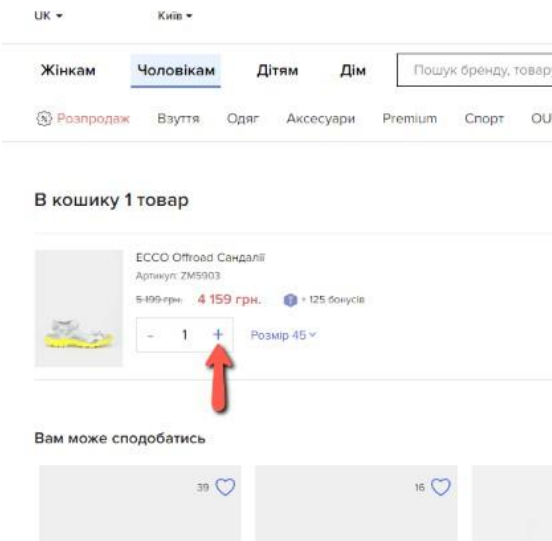 UK Київ
Жінкам Чоловікам Дітям Дім Пошук бренду, товару
Розпродаж Взуття Одяг Аксесуари Premium Спорт OU
В кошику 1 товар
ECCO Offroad Сандалії
Артикул: ZM5903
5 199 грн. 4 159 грн. + 125 бонусів
- 1 + Розмір 45
Вам може сподобатись
39 16